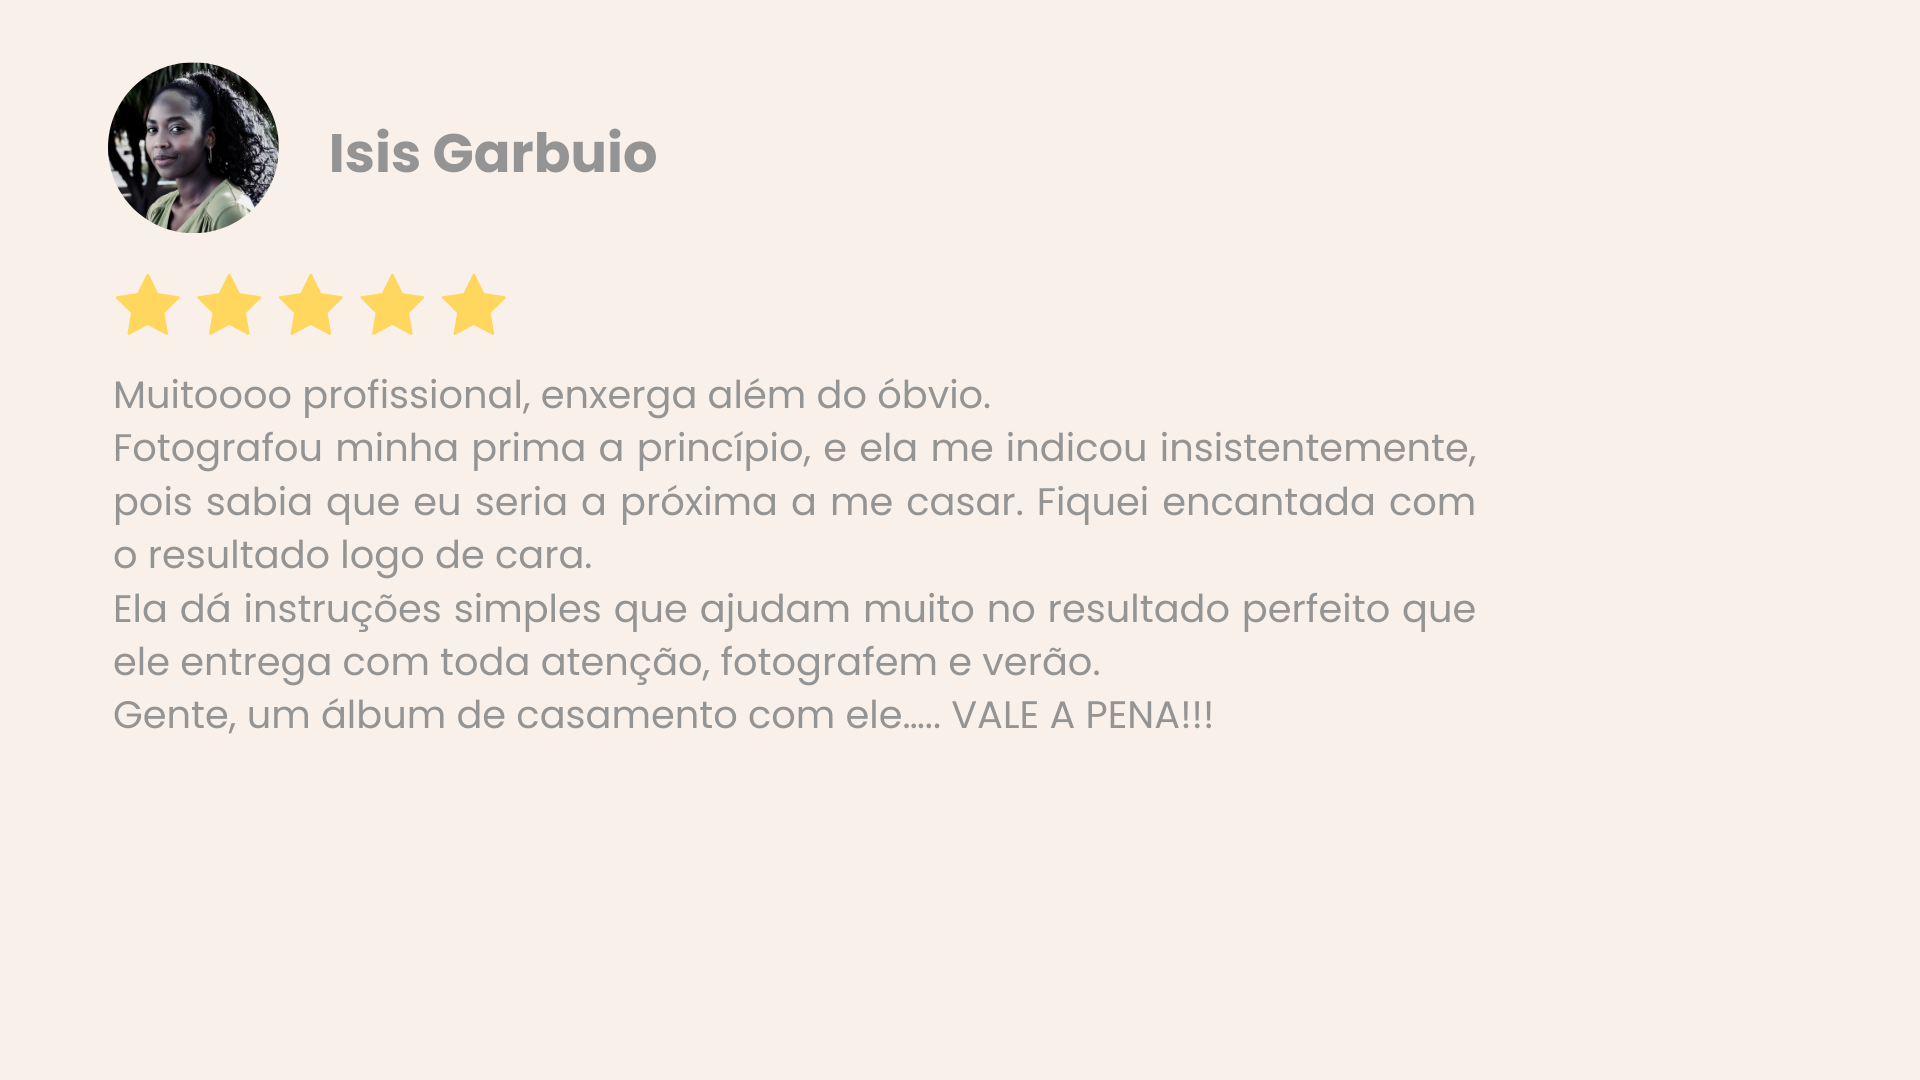 Isis Garbuio
Muitoooo profissional, enxerga além do óbvio.
Fotografou minha prima a princípio, e ela me indicou insistentemente,
pois sabia que eu seria a próxima a me casar. Fiquei encantada com
o resultado logo de cara.
Ela dá instruções simples que ajudam muito no resultado perfeito que
ele entrega com toda atenção, fotografem e verão.
Gente, um álbum de casamento com ele..... VALE A PENA!!!